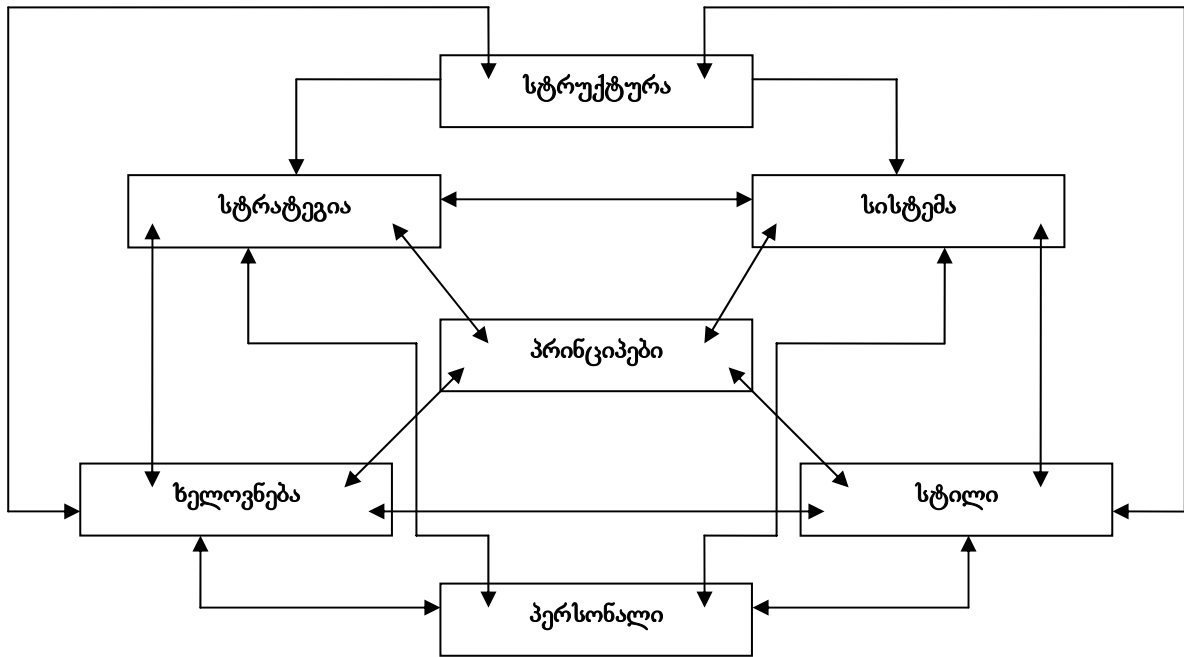 სტრუქტურა
სტრატეგია
სისტემა
პრინციპები
ხელოვნება
სტილი
პერსონალი